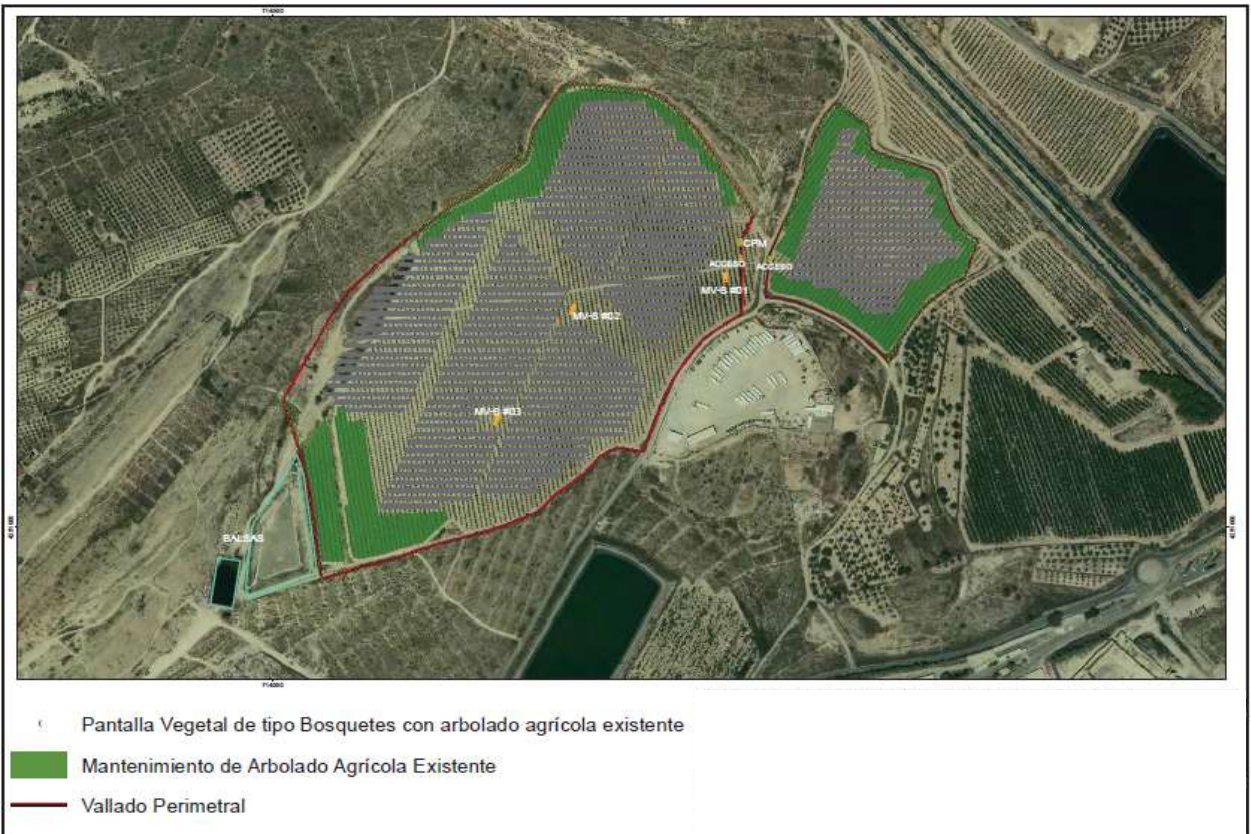 CPM
ACCESO ACCESO
MV-S #01
MV-S #02
MV-S #03
BALSAS
Pantalla Vegetal de tipo Bosquetes con arbolado agrícola existente
Mantenimiento de Arbolado Agrícola Existente
Vallado Perimetral